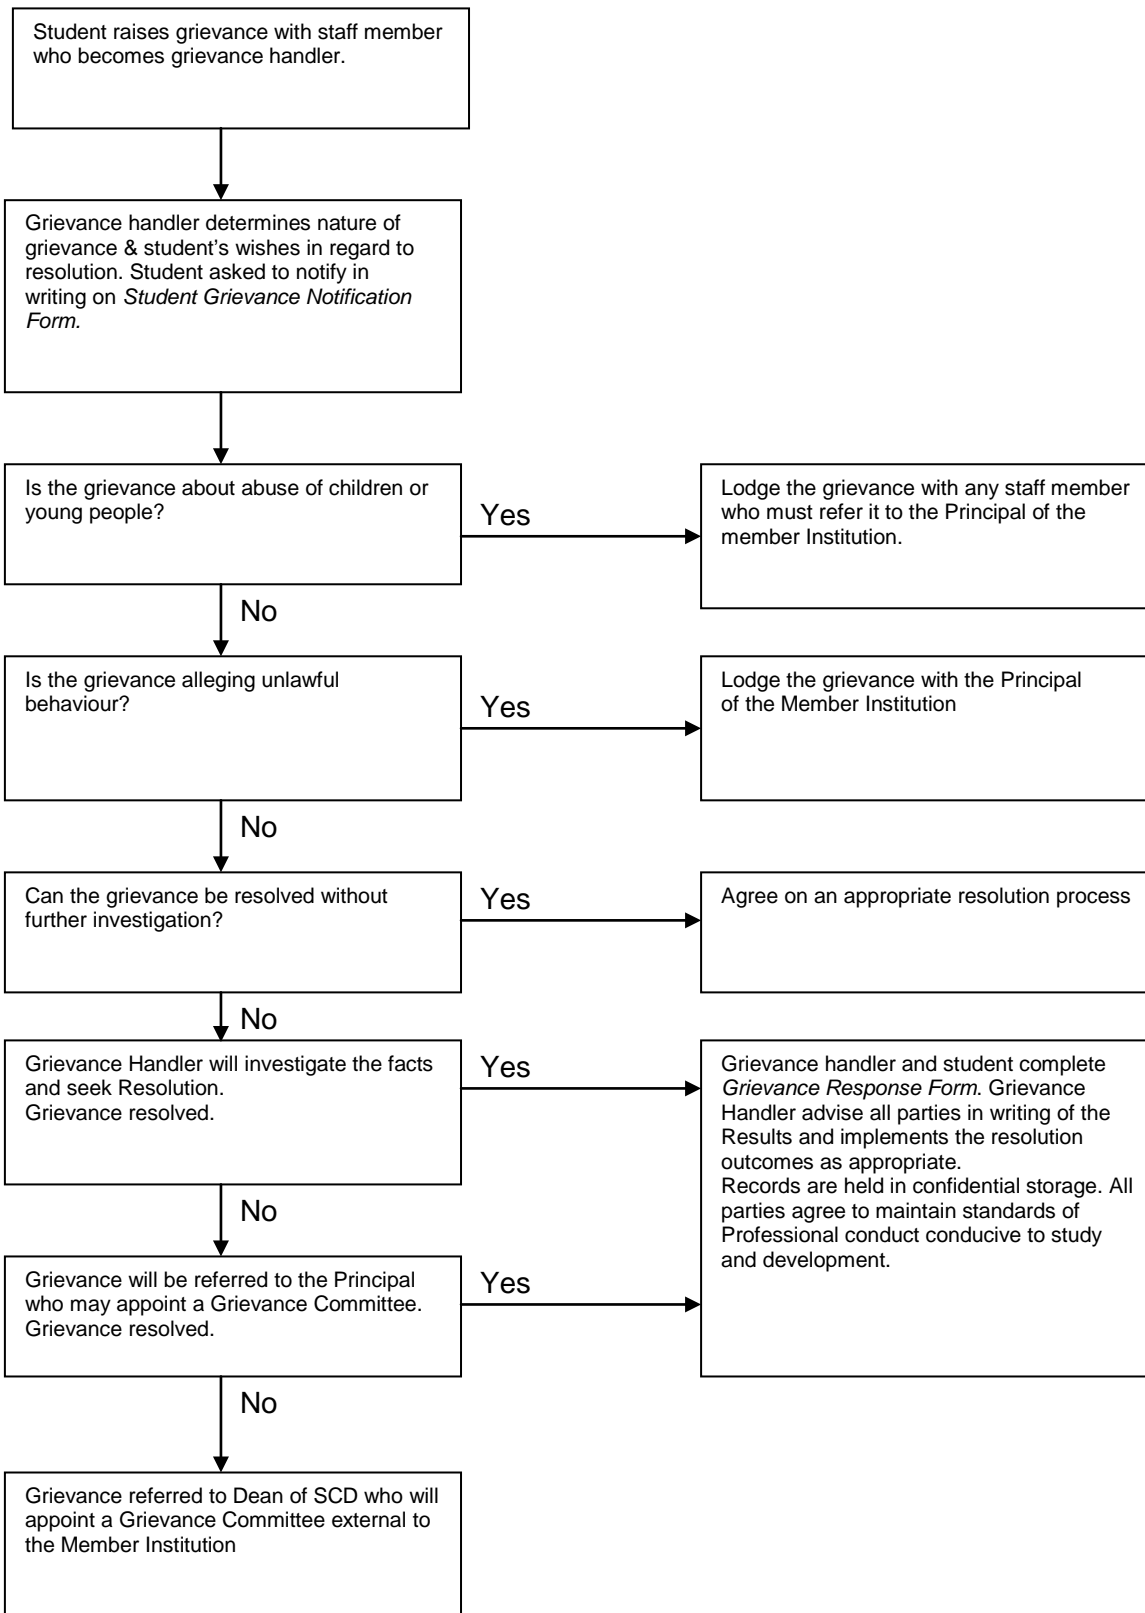 Student raises grievance with staff member
who becomes grievance handler.
Grievance handler determines nature of
grievance & student’s wishes in regard to
resolution. Student asked to notify in
writing on Student Grievance Notification
Form.
Is the grievance about abuse of children or
young people?
Yes
Lodge the grievance with any staff member
who must refer it to the Principal of the
member Institution.
No
Is the grievance alleging unlawful
behaviour?
Yes
Lodge the grievance with the Principal
of the Member Institution
No
Can the grievance be resolved without
further investigation?
Yes
Agree on an appropriate resolution process
No
Grievance Handler will investigate the facts
and seek Resolution.
Grievance resolved.
Yes
Grievance handler and student complete
Grievance Response Form. Grievance
Handler advise all parties in writing of the
Results and implements the resolution
outcomes as appropriate.
Records are held in confidential storage. All
parties agree to maintain standards of
Professional conduct conducive to study
and development.
No
Grievance will be referred to the Principal
who may appoint a Grievance Committee.
Grievance resolved.
Yes
No
Grievance referred to Dean of SCD who will
appoint a Grievance Committee external to
the Member Institution